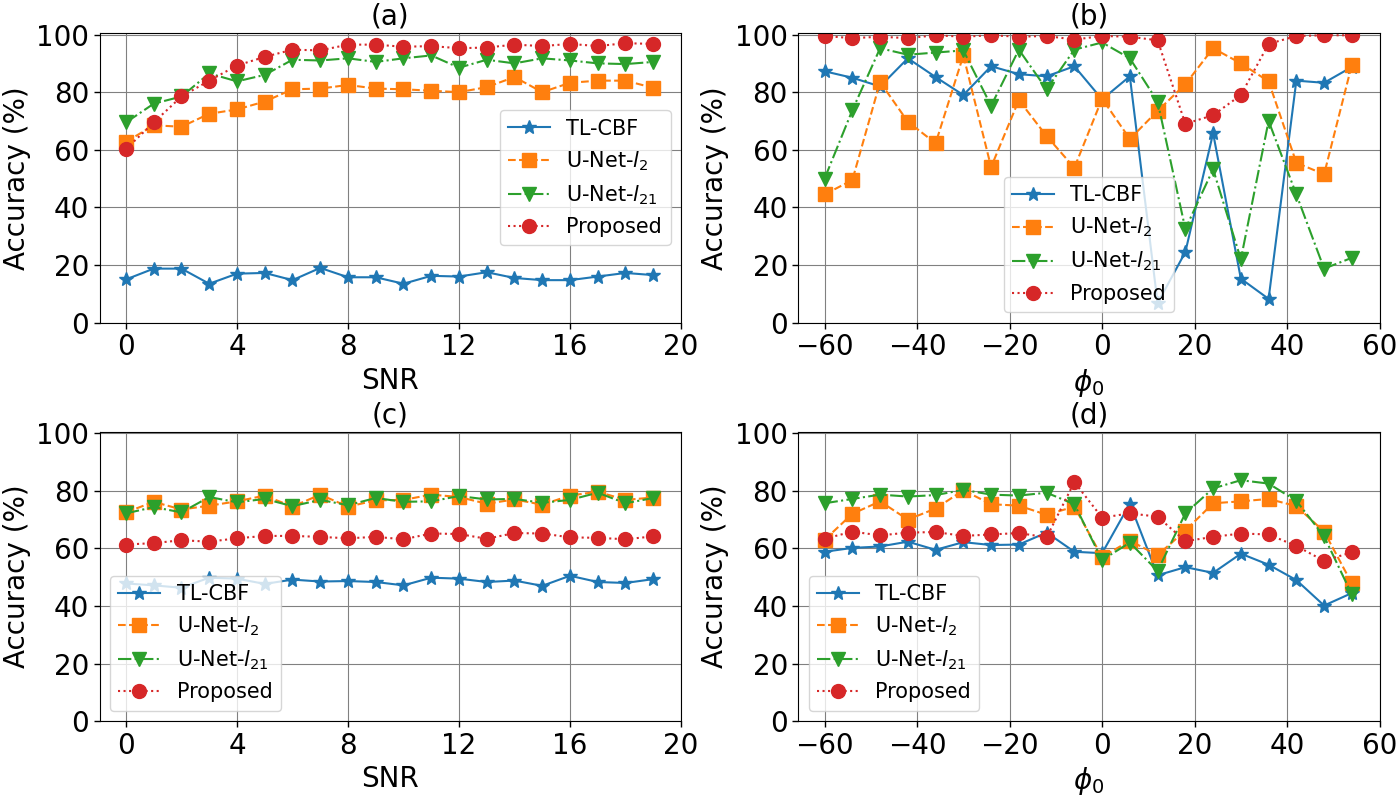 (a)
Accuracy (%)
100
80
60
40
20
0
TL-CBF
U-Net-l₂
U-Net-l₂₁
Proposed
0 4 8 12 16 20
SNR
(b)
Accuracy (%)
100
80
60
40
20
0
TL-CBF
U-Net-l₂
U-Net-l₂₁
Proposed
−60 −40 −20 0 20 40 60
ϕ₀
(c)
Accuracy (%)
100
80
60
40
20
0
TL-CBF
U-Net-l₂
U-Net-l₂₁
Proposed
0 4 8 12 16 20
SNR
(d)
Accuracy (%)
100
80
60
40
20
0
TL-CBF
U-Net-l₂
U-Net-l₂₁
Proposed
−60 −40 −20 0 20 40 60
ϕ₀